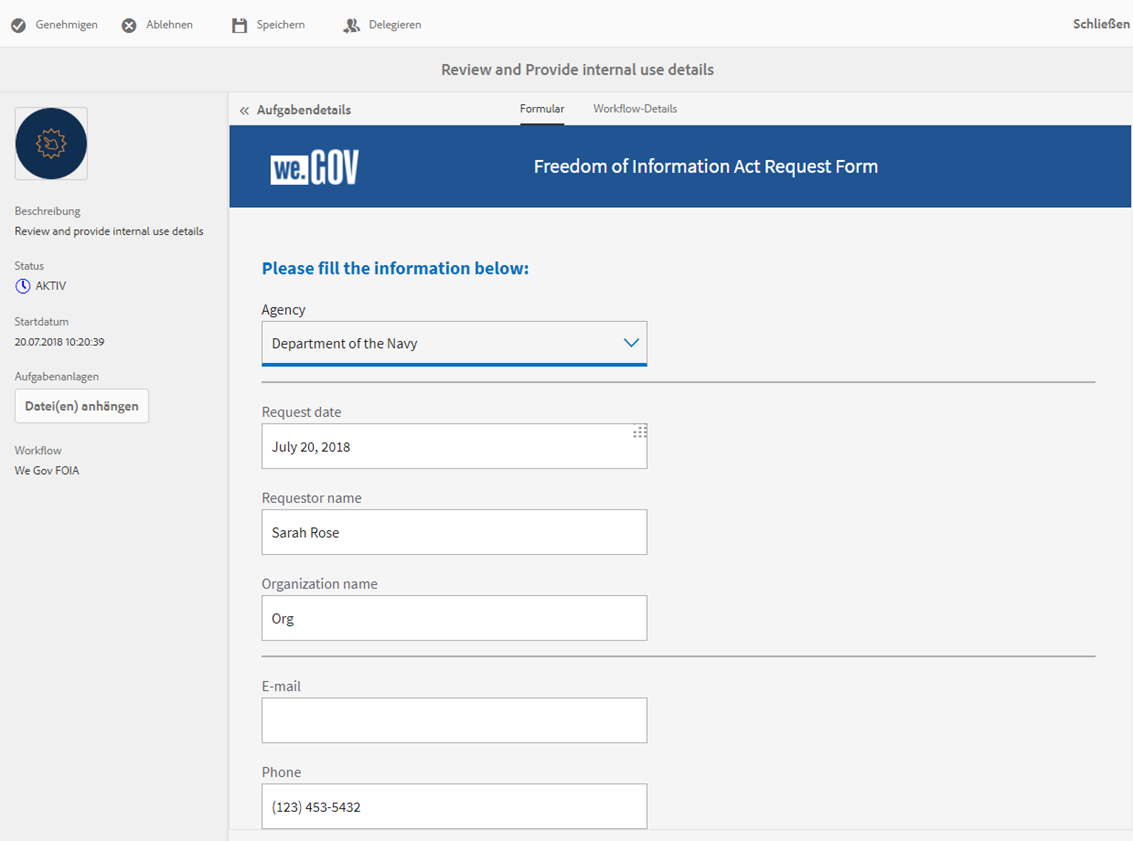 Genehmigen Ablehnen Speichern Delegieren Schließen
Review and Provide internal use details
Beschreibung
Review and provide internal use details
Status
AKTIV
Startdatum
20.07.2018 10:20:39
Aufgabenanlagen
Datei(en) anhängen
Workflow
We Gov FOIA
« Aufgabendetails Formular Workflow-Details
we.GOV Freedom of Information Act Request Form
Please fill the information below:
Agency
Department of the Navy
Request date
July 20, 2018
Requestor name
Sarah Rose
Organization name
Org
E-mail
Phone
(123) 453-5432